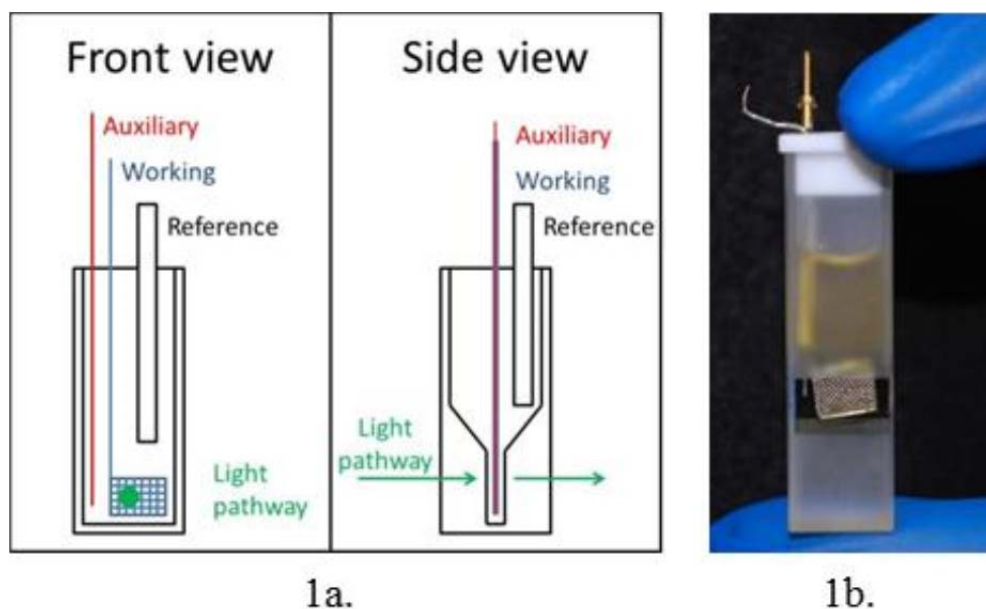 Front view
Auxiliary
Working
Reference
Light
pathway
Side view
Auxiliary
Working
Reference
Light
pathway
1a.
1b.